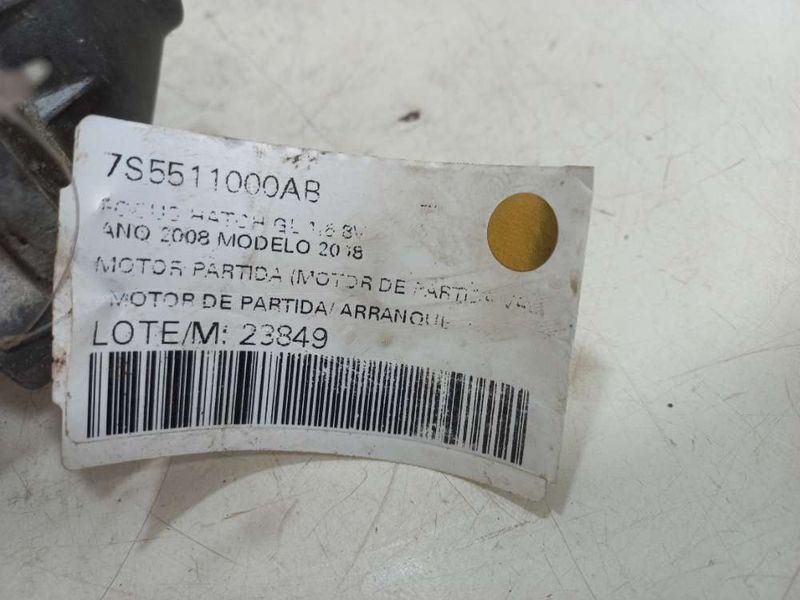 7S5511000AB
FOCUS HATCH GL 1.6 8V
ANO 2008 MODELO 2008
MOTOR PARTIDA (MOTOR DE PARTIDA
MOTOR DE PARTIDA/ ARRANQUE
LOTE/M: 23849